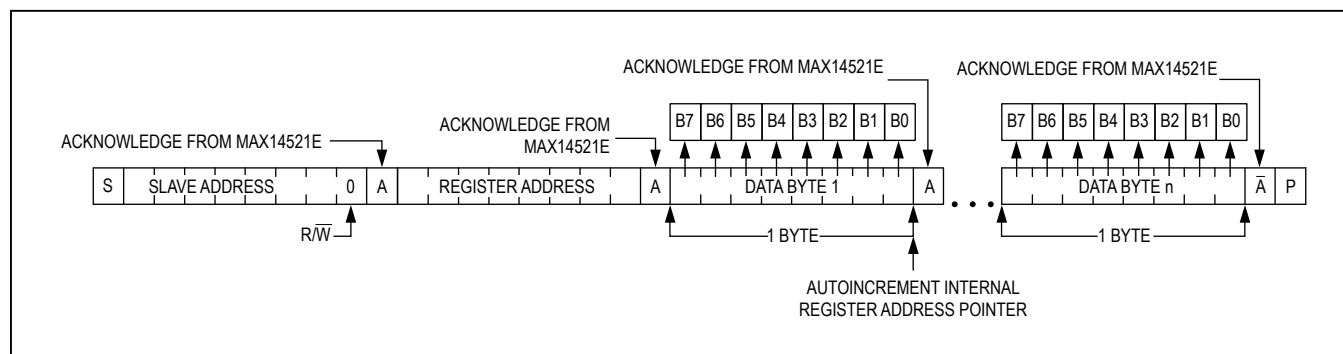 ACKNOWLEDGE FROM MAX14521E
ACKNOWLEDGE FROM MAX14521E
B7 B6 B5 B4 B3 B2 B1 B0
B7 B6 B5 B4 B3 B2 B1 B0
ACKNOWLEDGE FROM MAX14521E
ACKNOWLEDGE FROM
MAX14521E
S SLAVE ADDRESS 0 A REGISTER ADDRESS A DATA BYTE 1 A • • • DATA BYTE n A̅ P
R/W̅
1 BYTE
1 BYTE
AUTOINCREMENT INTERNAL
REGISTER ADDRESS POINTER